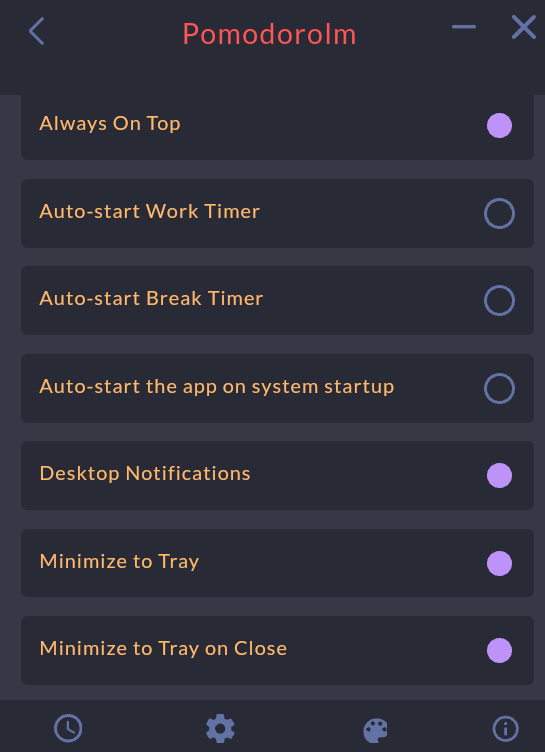 Pomodorolm
Always On Top
Auto-start Work Timer
Auto-start Break Timer
Auto-start the app on system startup
Desktop Notifications
Minimize to Tray
Minimize to Tray on Close